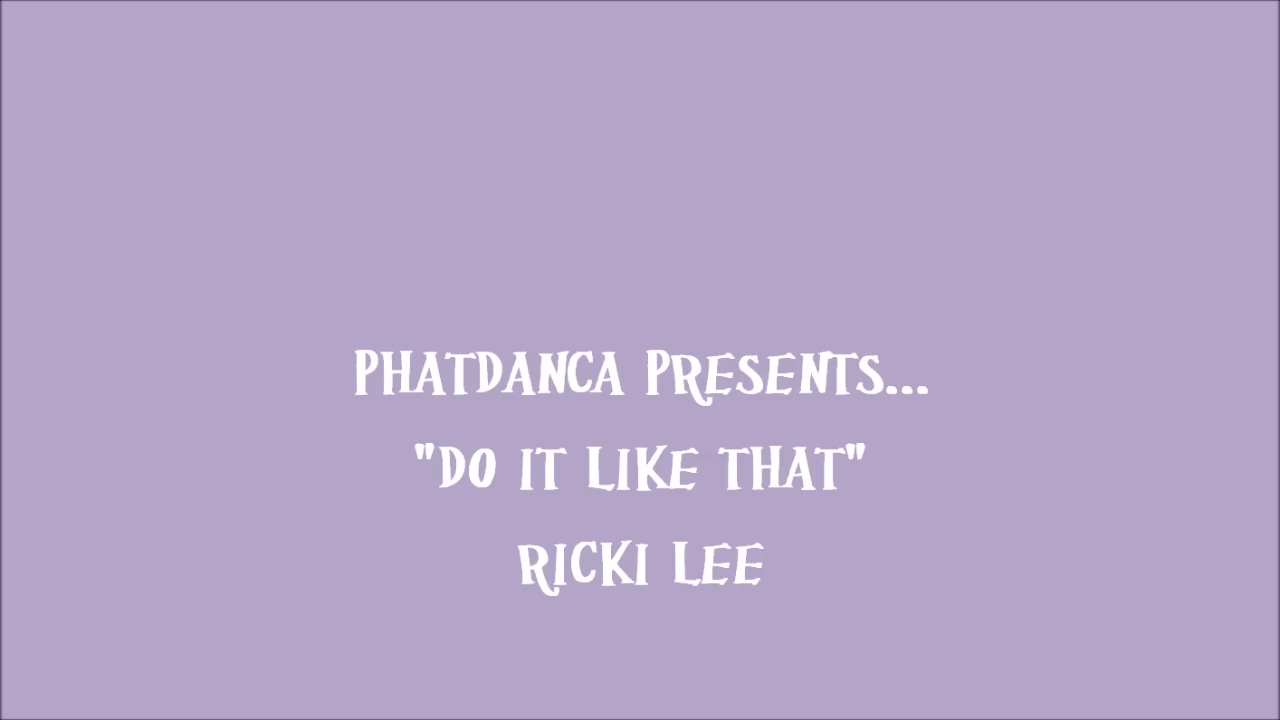 PHATDANCA PRESENTS...
"DO IT LIKE THAT"
RICKI LEE